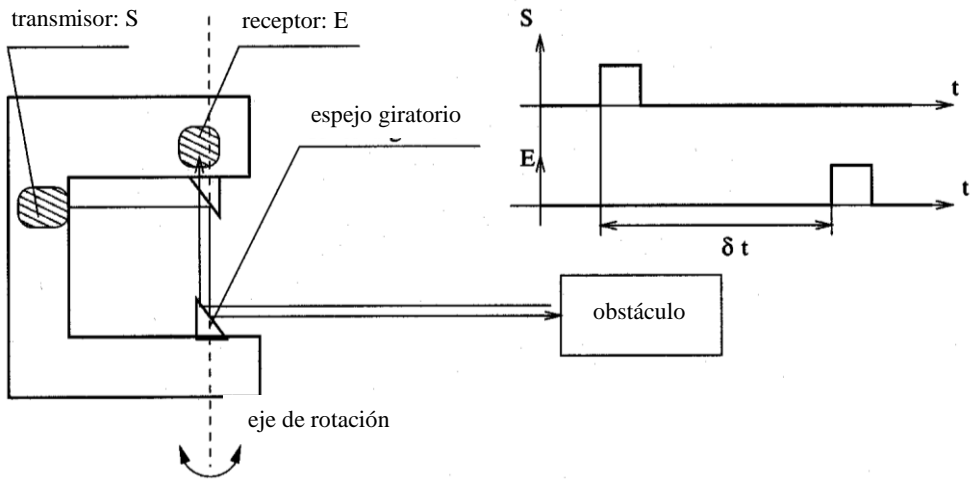 transmisor: S
receptor: E
espejo giratorio
obstáculo
eje de rotación
S
t
E
t
δ t